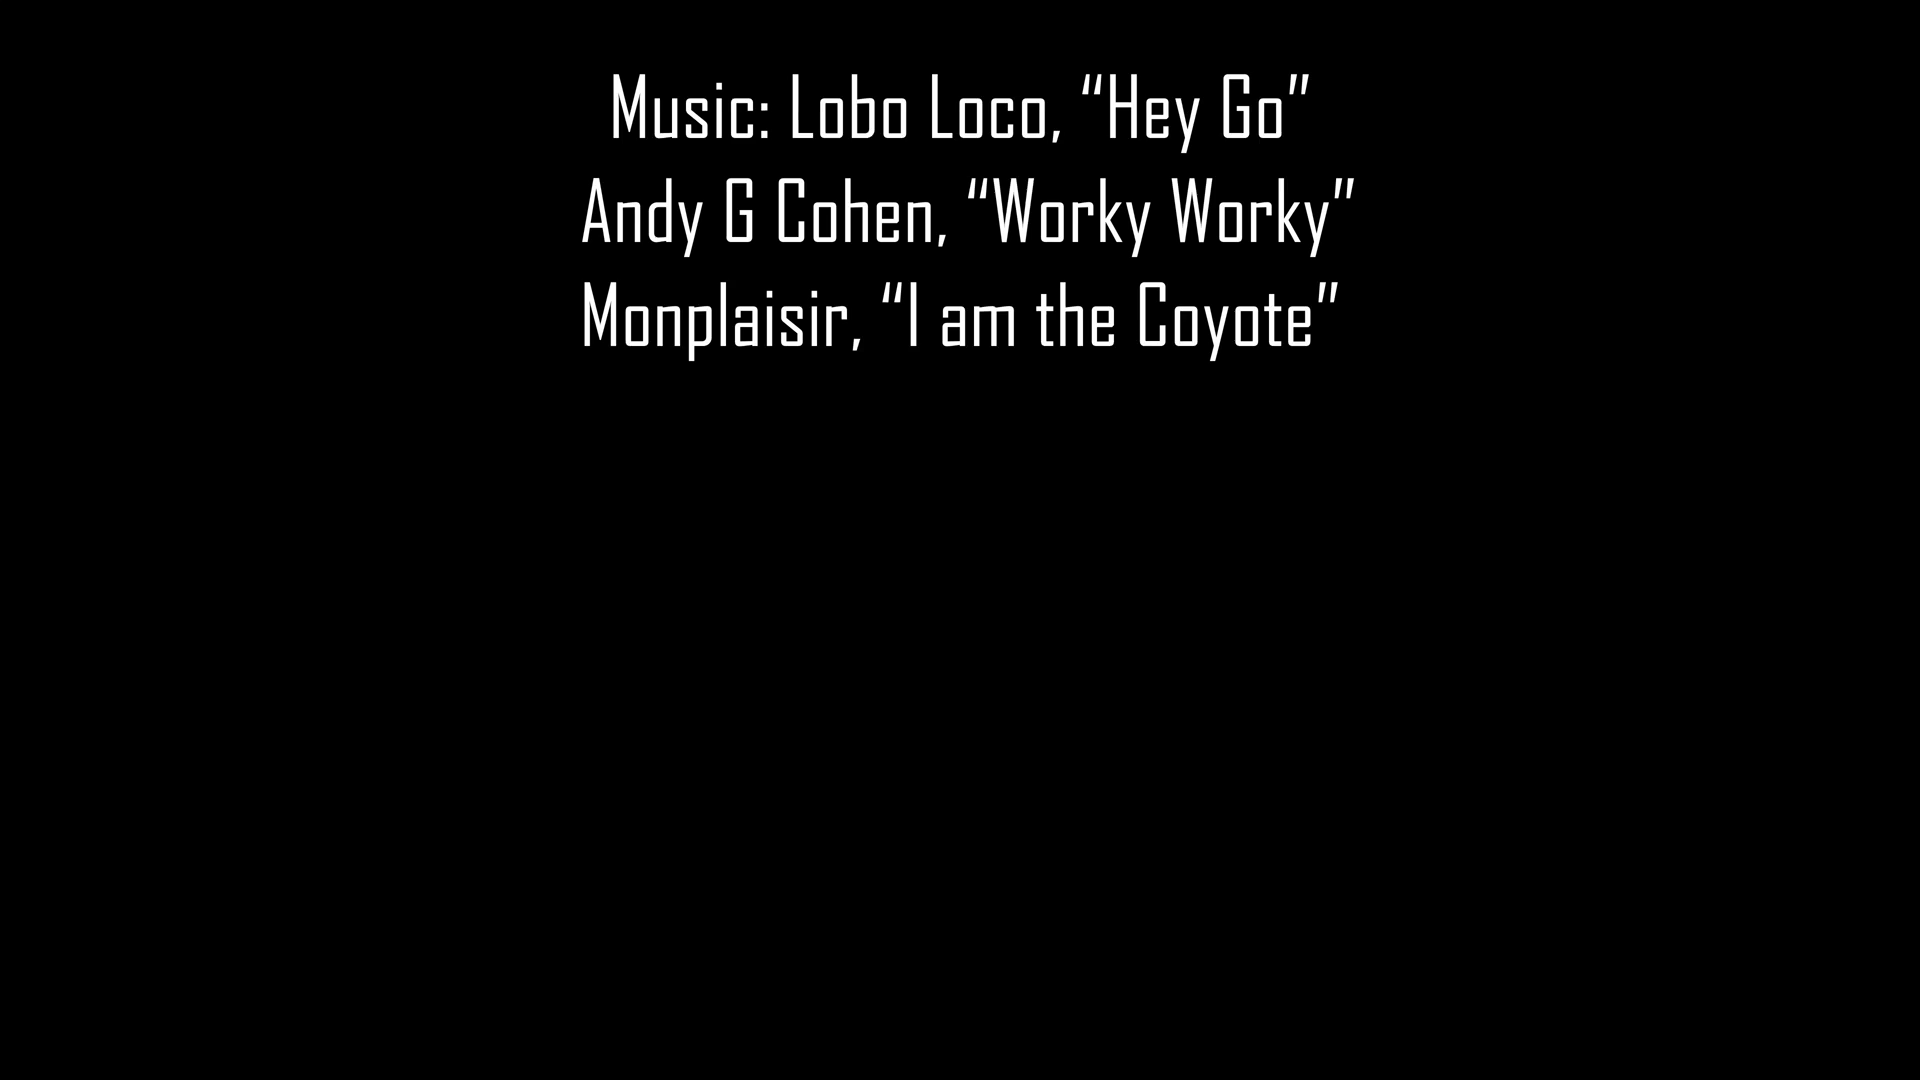 Music: Lobo Loco, “Hey Go”
Andy G Cohen, “Worky Worky”
Monplaisir, “I am the Coyote”